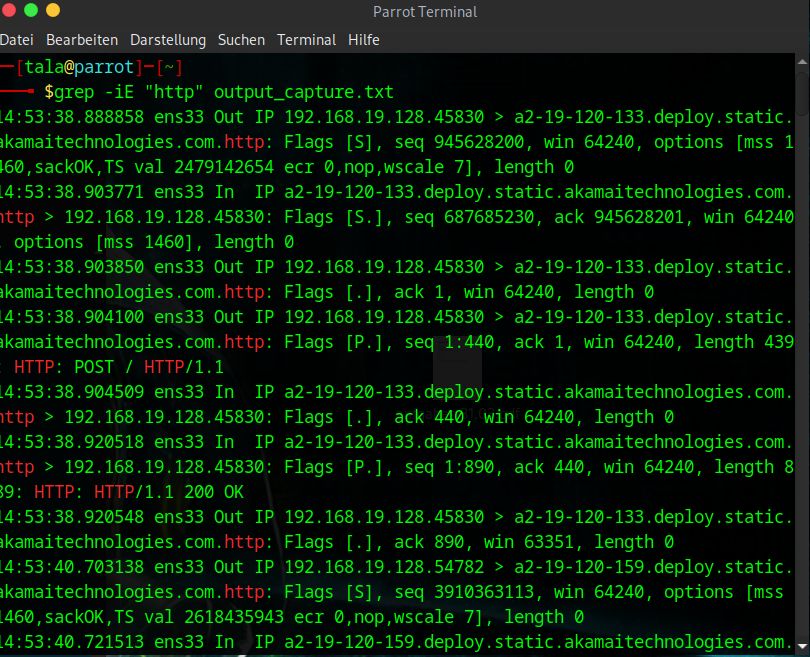 Parrot Terminal
Datei Bearbeiten Darstellung Suchen Terminal Hilfe
[tala@parrot]─[~]
$grep -iE "http" output_capture.txt
14:53:38.888858 ens33 Out IP 192.168.19.128.45830 > a2-19-120-133.deploy.static.
akamaitechnologies.com.http: Flags [S], seq 945628200, win 64240, options [mss 1
460,sackOK,TS val 2479142654 ecr 0,nop,wscale 7], length 0
14:53:38.903771 ens33 In  IP a2-19-120-133.deploy.static.akamaitechnologies.com.
http > 192.168.19.128.45830: Flags [S.], seq 687685230, ack 945628201, win 64240
, options [mss 1460], length 0
14:53:38.903850 ens33 Out IP 192.168.19.128.45830 > a2-19-120-133.deploy.static.
akamaitechnologies.com.http: Flags [.], ack 1, win 64240, length 0
14:53:38.904100 ens33 Out IP 192.168.19.128.45830 > a2-19-120-133.deploy.static.
akamaitechnologies.com.http: Flags [P.], seq 1:440, ack 1, win 64240, length 439
: HTTP: POST / HTTP/1.1
14:53:38.904509 ens33 In  IP a2-19-120-133.deploy.static.akamaitechnologies.com.
http > 192.168.19.128.45830: Flags [.], ack 440, win 64240, length 0
14:53:38.920518 ens33 In  IP a2-19-120-133.deploy.static.akamaitechnologies.com.
http > 192.168.19.128.45830: Flags [P.], seq 1:890, ack 440, win 64240, length 8
89: HTTP: HTTP/1.1 200 OK
14:53:38.920548 ens33 Out IP 192.168.19.128.45830 > a2-19-120-133.deploy.static.
akamaitechnologies.com.http: Flags [.], ack 890, win 63351, length 0
14:53:40.703138 ens33 Out IP 192.168.19.128.54782 > a2-19-120-159.deploy.static.
akamaitechnologies.com.http: Flags [S], seq 3910363113, win 64240, options [mss 
1460,sackOK,TS val 2618435943 ecr 0,nop,wscale 7], length 0
14:53:40.721513 ens33 In  IP a2-19-120-159.deploy.static.akamaitechnologies.com.